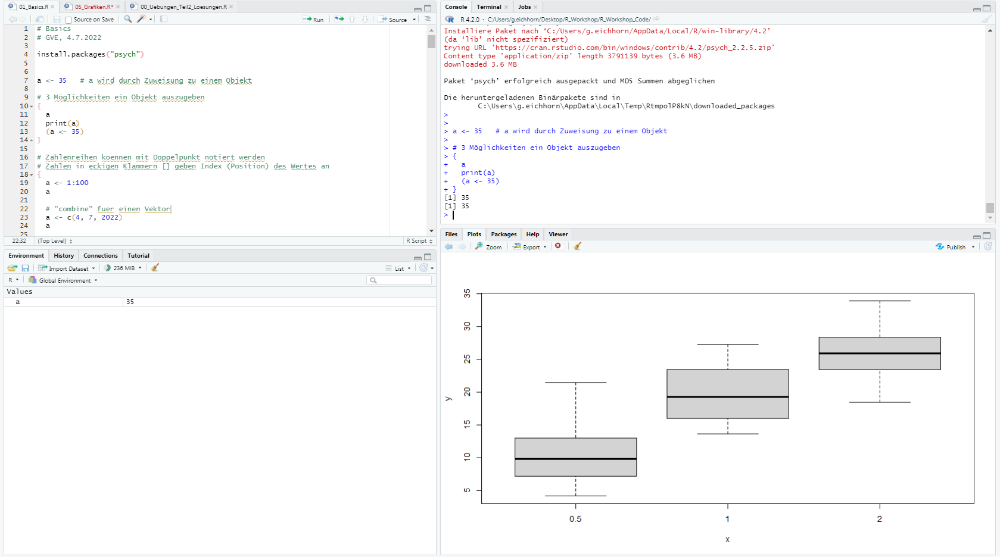 01_Basics.R
05_Grafiken.R*
00_Uebungen_Teil2_Loesungen.R
Source on Save
Run
Source
1 # Basics
2 # GVE, 4.7.2022
3
4 install.packages("psych")
5
6
7 a <- 35   # a wird durch Zuweisung zu einem Objekt
8
9 # 3 Möglichkeiten ein Objekt auszugeben
10 {
11   a
12   print(a)
13   (a <- 35)
14 }
15
16 # Zahlenreihen koennen mit Doppelpunkt notiert werden
17 # Zahlen in eckigen Klammern [] geben Index (Position) des Wertes an
18 {
19   a <- 1:100
20   a
21
22   # "combine" fuer einen Vektor
23   a <- c(4, 7, 2022)
24   a
25
22:32
(Top Level)
R Script
Environment
History
Connections
Tutorial
Import Dataset
236 MiB
List
R
Global Environment
Values
a
35
Console
Terminal
Jobs
R 4.2.0 · C:/Users/g.eichhorn/Desktop/R_Workshop/R_Workshop_Code/
Installiere Paket nach ‘C:/Users/g.eichhorn/AppData/Local/R/win-library/4.2’
(da ‘lib’ nicht spezifiziert)
trying URL 'https://cran.rstudio.com/bin/windows/contrib/4.2/psych_2.2.5.zip'
Content type 'application/zip' length 3791139 bytes (3.6 MB)
downloaded 3.6 MB
Paket ‘psych’ erfolgreich ausgepackt und MD5 Summen abgeglichen
Die heruntergeladenen Binärpakete sind in
C:\Users\g.eichhorn\AppData\Local\Temp\RtmpolP8kN\downloaded_packages
>
>
> a <- 35   # a wird durch Zuweisung zu einem Objekt
>
> # 3 Möglichkeiten ein Objekt auszugeben
> {
+   a
+   print(a)
+   (a <- 35)
+ }
[1] 35
[1] 35
>
Files
Plots
Packages
Help
Viewer
Zoom
Export
Publish
35
30
25
20
15
10
5
y
0.5
1
2
x